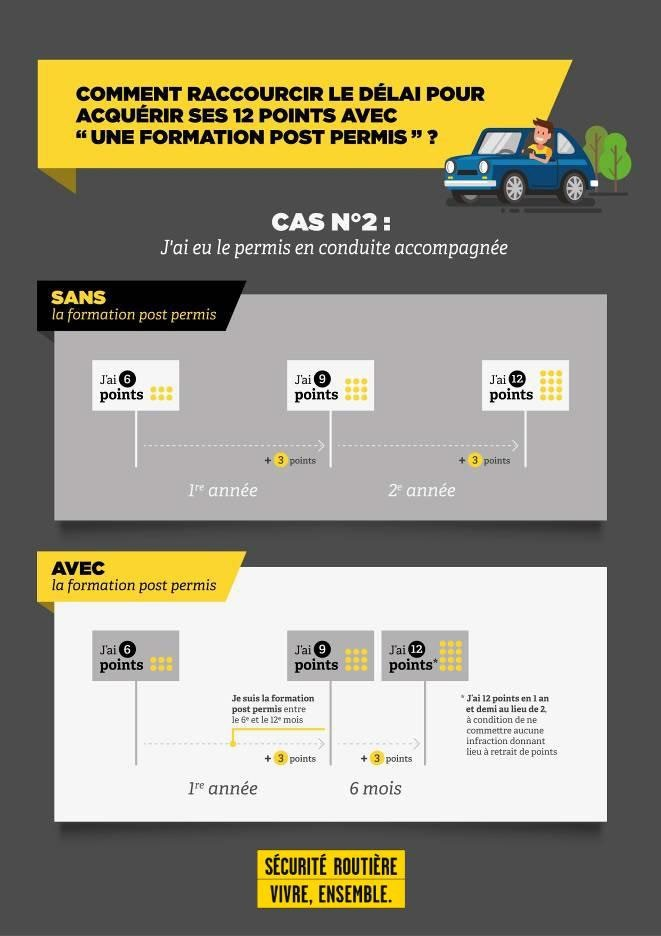 COMMENT RACCOURCIR LE DÉLAI POUR
ACQUÉRIR SES 12 POINTS AVEC
“ UNE FORMATION POST PERMIS ” ?
CAS N°2 :
J'ai eu le permis en conduite accompagnée
SANS
la formation post permis
J'ai 6
points
J'ai 9
points
J'ai 12
points
+ 3 points
+ 3 points
1re année
2e année
AVEC
la formation post permis
J'ai 6
points
J'ai 9
points
J'ai 12
points*
Je suis la formation
post permis entre
le 6e et le 12e mois
+ 3 points
+ 3 points
1re année
6 mois
* J'ai 12 points en 1 an
et demi au lieu de 2,
à condition de ne
commettre aucune
infraction donnant
lieu à retrait de points
SÉCURITÉ ROUTIÈRE
VIVRE, ENSEMBLE.